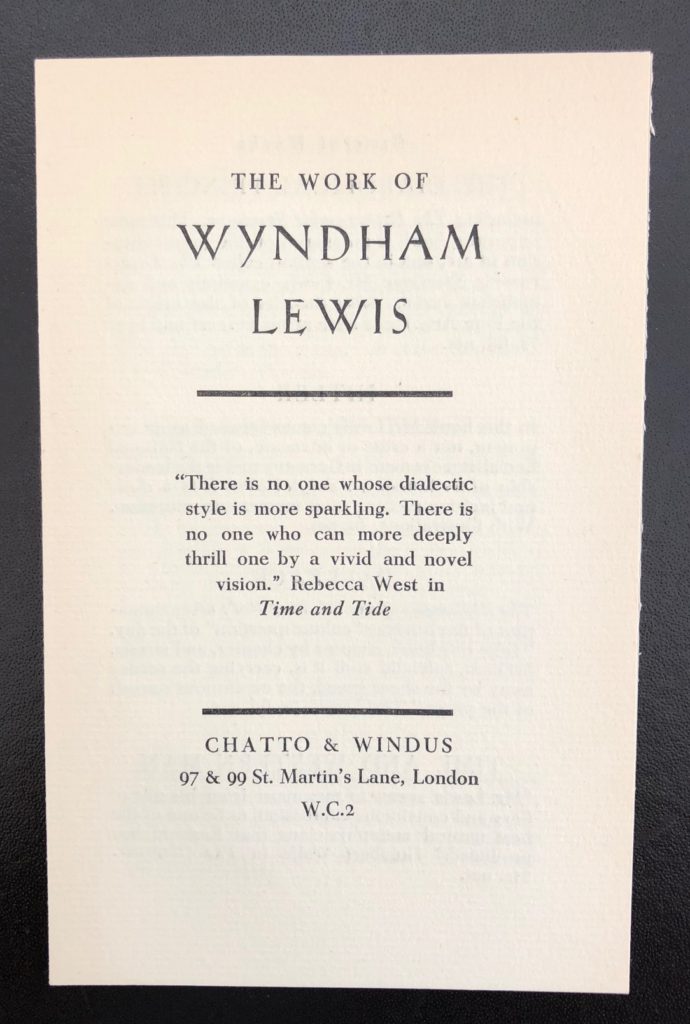 THE WORK OF
WYNDHAM
LEWIS
“There is no one whose dialectic
style is more sparkling. There is
no one who can more deeply
thrill one by a vivid and novel
vision.” Rebecca West in
Time and Tide
CHATTO & WINDUS
97 & 99 St. Martin’s Lane, London
W.C.2